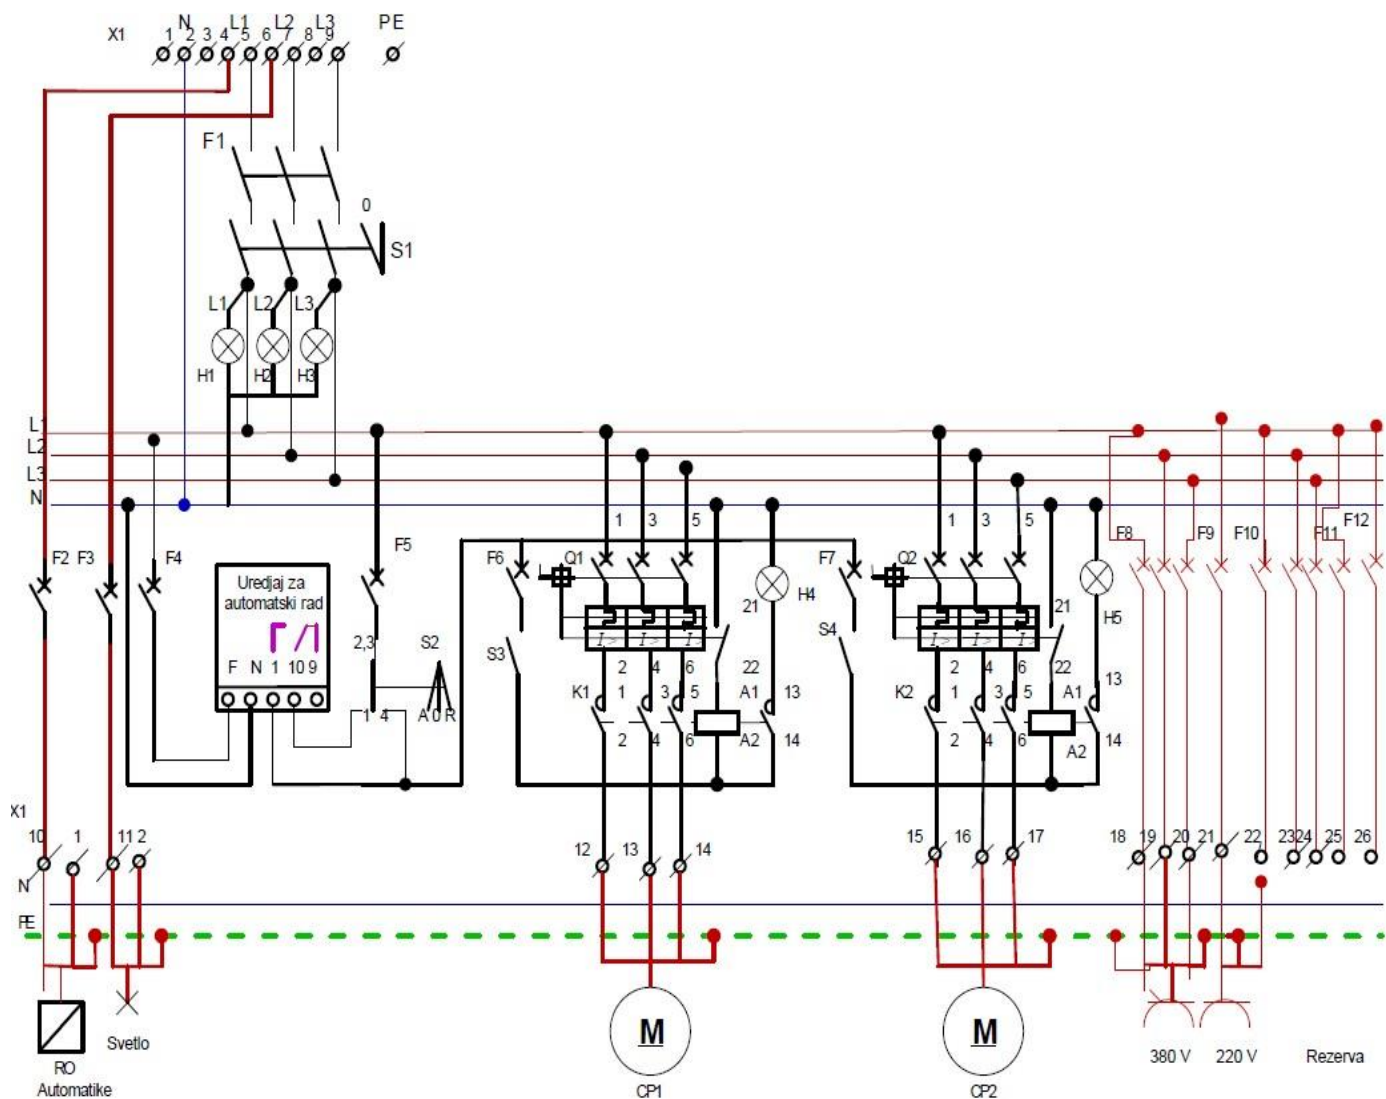 N L1 L2 L3 PE
X1 1 2 3 4 5 6 7 8 9
F1
0
S1
L1 L2 L3
H1 H2 H3
L1
L2
L3
N
1 3 5
1 3 5
F2 F3 F4 F5 F6 Q1 F7 Q2 F8 F9 F10 F11 F12
Uredjaj za
automatski rad
H4
H5
21
21
F N 1 10 9
2,3 S2 S3 S4
I> I> I>
I> I> I>
2 4 6 22
2 4 6 22
1 4 A 0 R
K1 1 3 5 A1 13
K2 1 3 5 A1 13
2 4 6 A2 14
2 4 6 A2 14
X1
10 1 11 2 12 13 14 15 16 17 18 19 20 21 22 23 24 25 26
N
PE
M
M
Svetlo
RO
Automatike
CP1
CP2
380 V
220 V
Rezerva